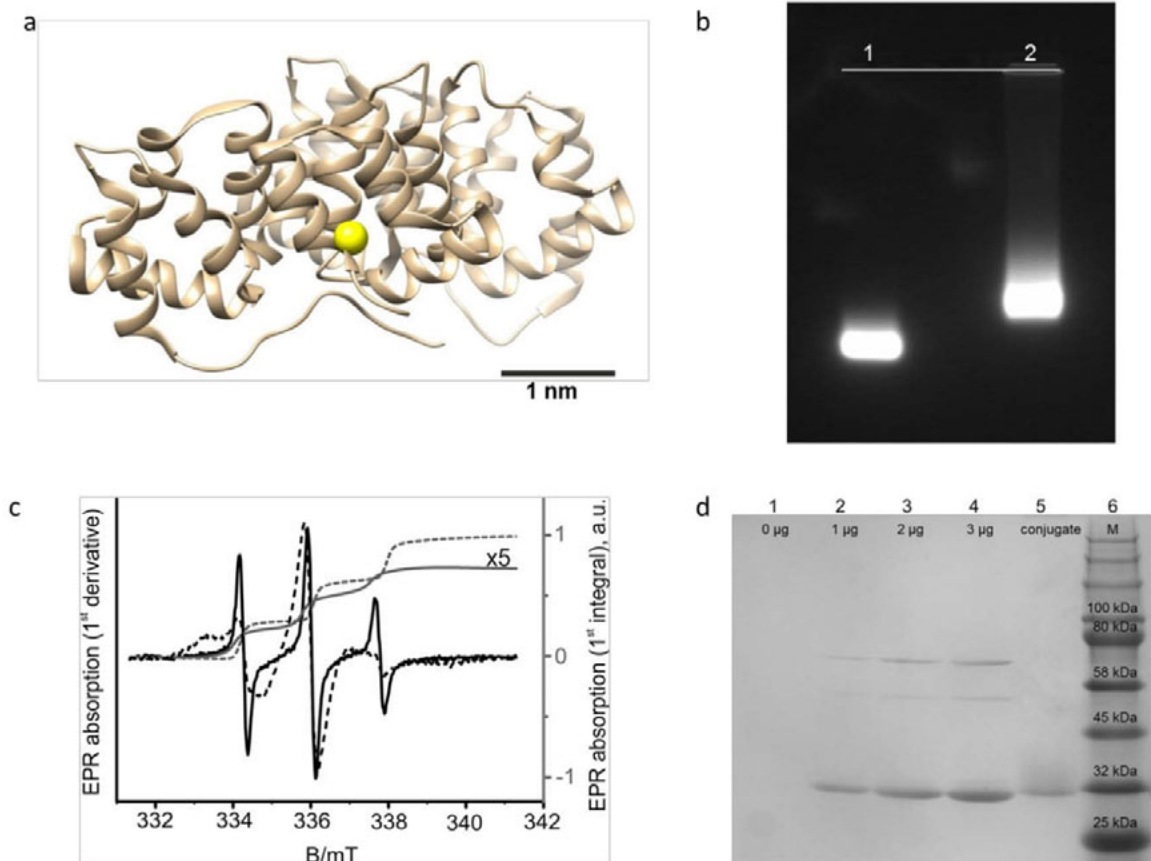 a
1 nm
b
1 2
c
EPR absorption (1st derivative)
x5
1
0
-1
EPR absorption (1st integral), a.u.
332 334 336 338 340 342
B/mT
d
1 2 3 4 5 6
0 µg 1 µg 2 µg 3 µg conjugate M
100 kDa
80 kDa
58 kDa
45 kDa
32 kDa
25 kDa